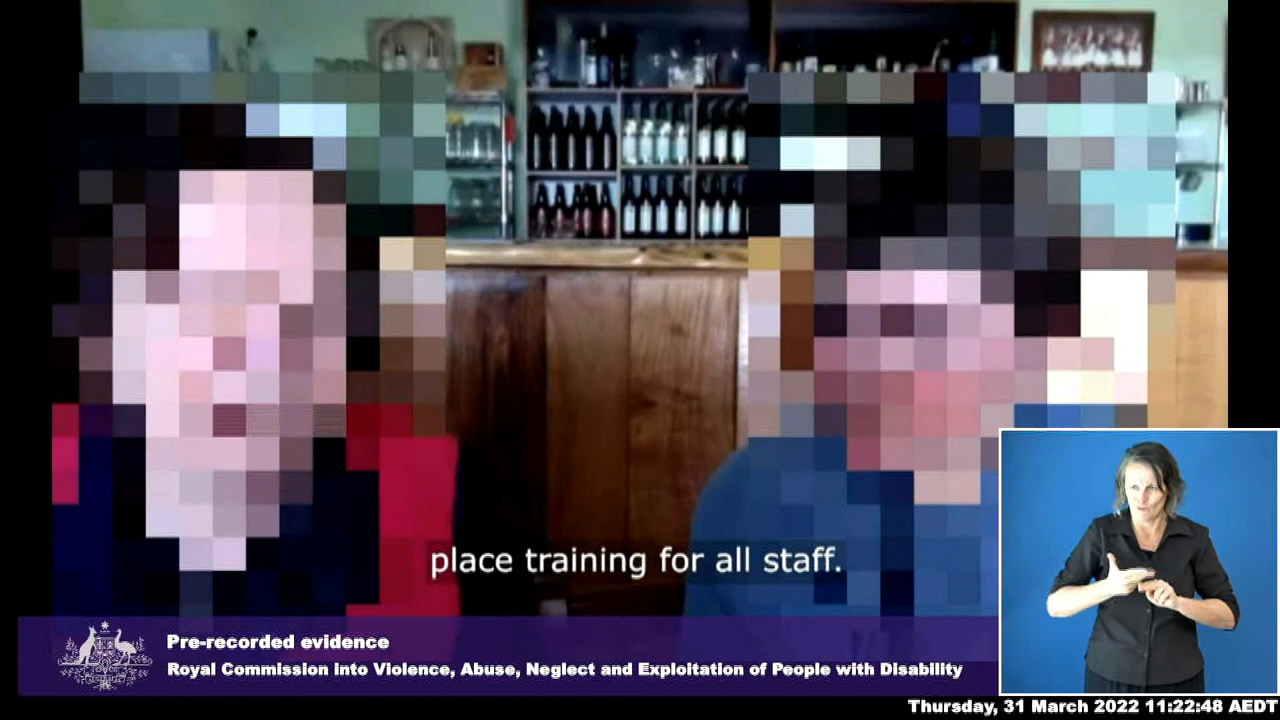 place training for all staff.
Pre-recorded evidence
Royal Commission into Violence, Abuse, Neglect and Exploitation of People with Disability
Thursday, 31 March 2022 11:22:48 AEDT